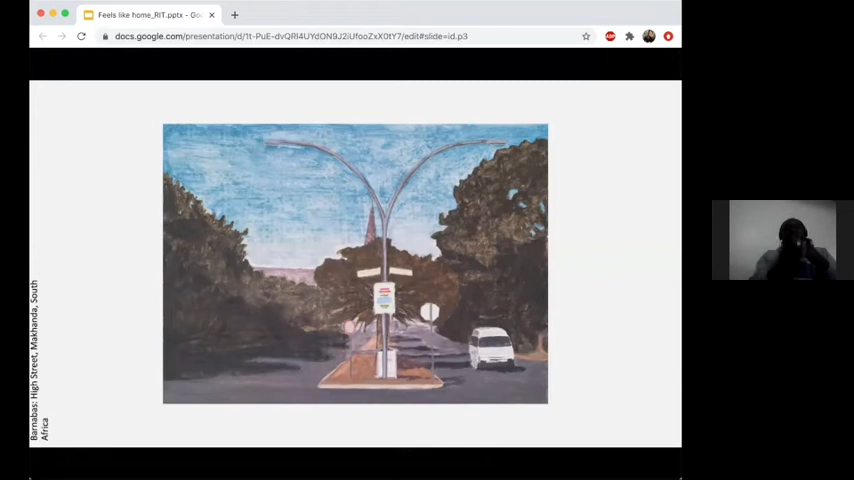 Feels like home_RIT.pptx - Goo
docs.google.com/presentation/d/1t-PuE-dvQRl4UYdON9J2iUfooZxX0tY7/edit#slide=id.p3
ABP
Barnabas: High Street, Makhanda, South
Africa